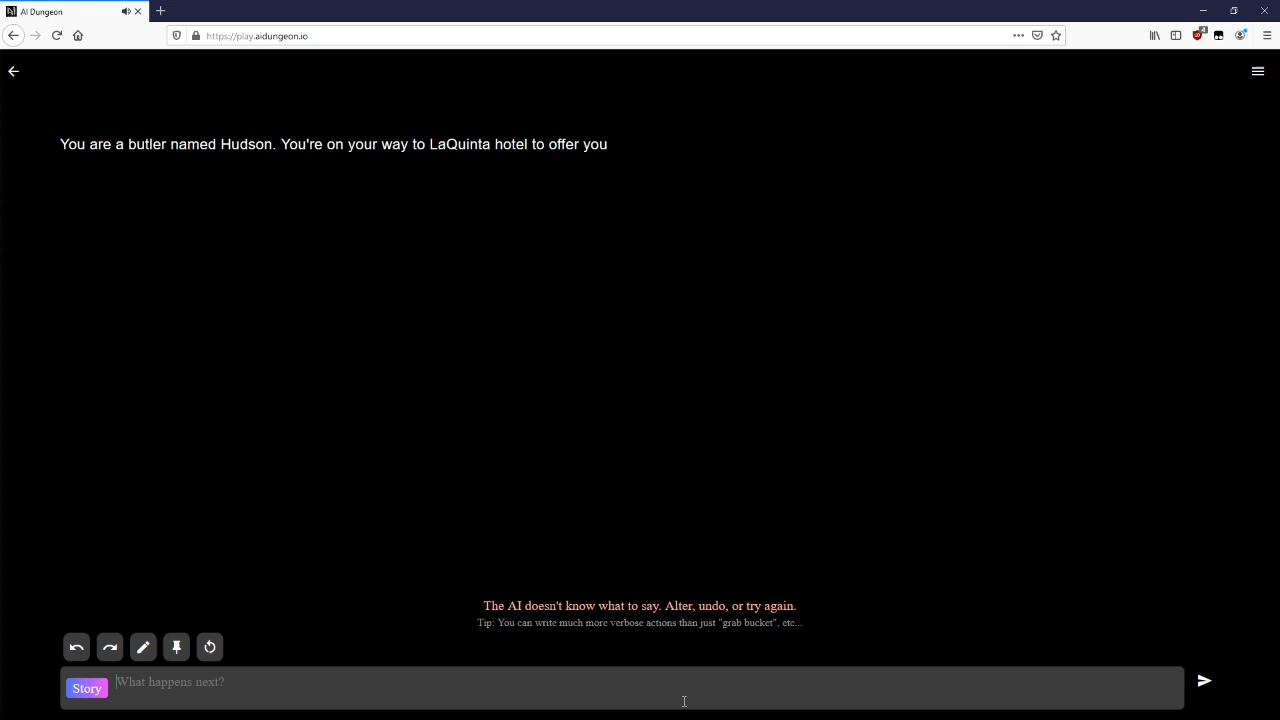 AI Dungeon
https://play.aidungeon.io
You are a butler named Hudson. You're on your way to LaQuinta hotel to offer you
The AI doesn't know what to say. Alter, undo, or try again.
Tip: You can write much more verbose actions than just "grab bucket", etc...
Story
What happens next?